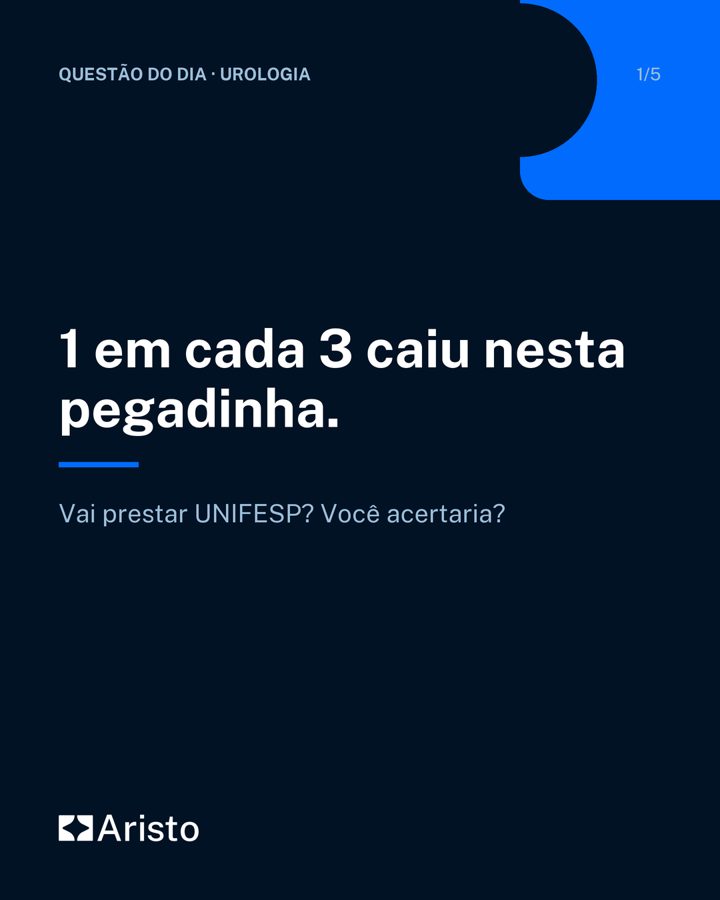 QUESTÃO DO DIA · UROLOGIA
1/5
1 em cada 3 caiu nesta
pegadinha.
Vai prestar UNIFESP? Você acertaria?
Aristo